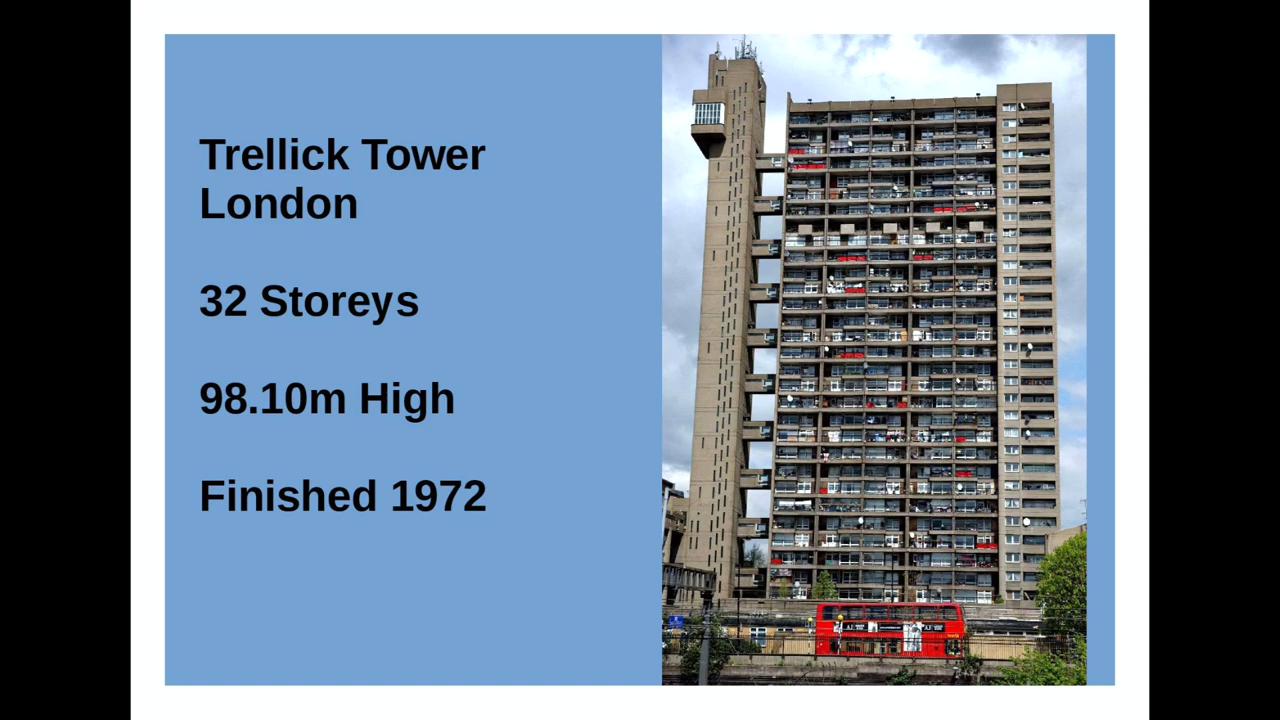 Trellick Tower
London
32 Storeys
98.10m High
Finished 1972